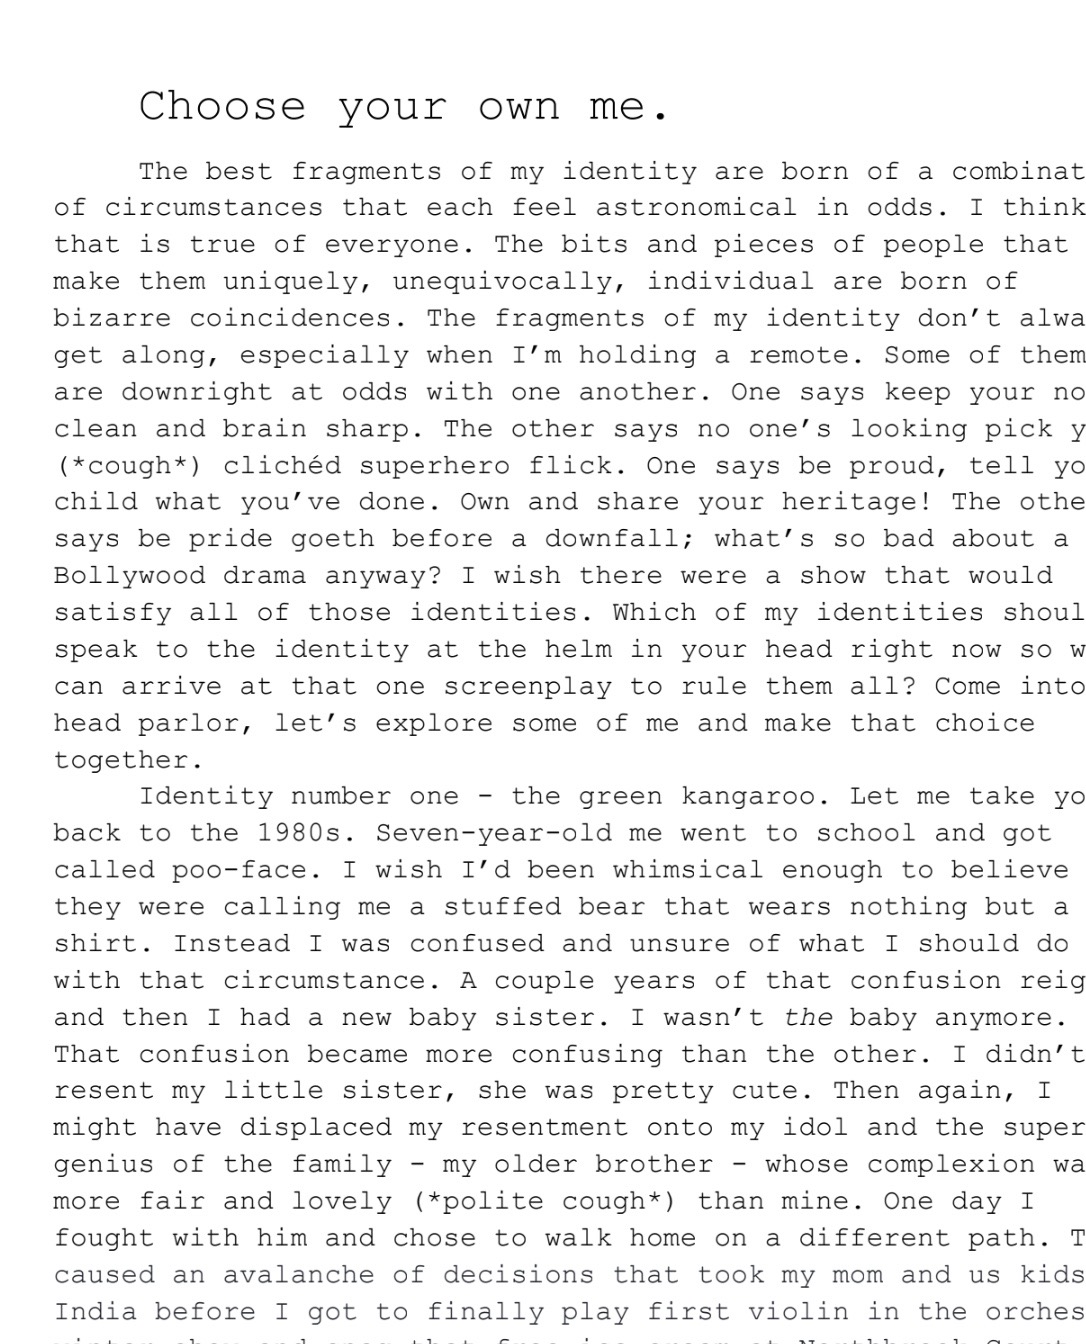 Choose your own me.
The best fragments of my identity are born of a combinat
of circumstances that each feel astronomical in odds. I think
that is true of everyone. The bits and pieces of people that
make them uniquely, unequivocally, individual are born of
bizarre coincidences. The fragments of my identity don’t alwa
get along, especially when I’m holding a remote. Some of them
are downright at odds with one another. One says keep your no
clean and brain sharp. The other says no one’s looking pick y
(*cough*) clichéd superhero flick. One says be proud, tell yo
child what you’ve done. Own and share your heritage! The othe
says be pride goeth before a downfall; what’s so bad about a
Bollywood drama anyway? I wish there were a show that would
satisfy all of those identities. Which of my identities shoul
speak to the identity at the helm in your head right now so w
can arrive at that one screenplay to rule them all? Come into
head parlor, let’s explore some of me and make that choice
together.
Identity number one - the green kangaroo. Let me take yo
back to the 1980s. Seven-year-old me went to school and got
called poo-face. I wish I’d been whimsical enough to believe
they were calling me a stuffed bear that wears nothing but a
shirt. Instead I was confused and unsure of what I should do
with that circumstance. A couple years of that confusion reig
and then I had a new baby sister. I wasn’t the baby anymore.
That confusion became more confusing than the other. I didn’t
resent my little sister, she was pretty cute. Then again, I
might have displaced my resentment onto my idol and the super
genius of the family - my older brother - whose complexion wa
more fair and lovely (*polite cough*) than mine. One day I
fought with him and chose to walk home on a different path. T
caused an avalanche of decisions that took my mom and us kids
India before I got to finally play first violin in the orches